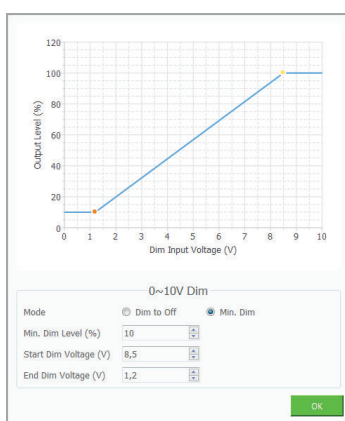 120
100
80
60
40
20
0
Output Level (%)
0 1 2 3 4 5 6 7 8 9 10
Dim Input Voltage (V)
0~10V Dim
Mode Dim to Off Min. Dim
Min. Dim Level (%) 10
Start Dim Voltage (V) 8,5
End Dim Voltage (V) 1,2
OK